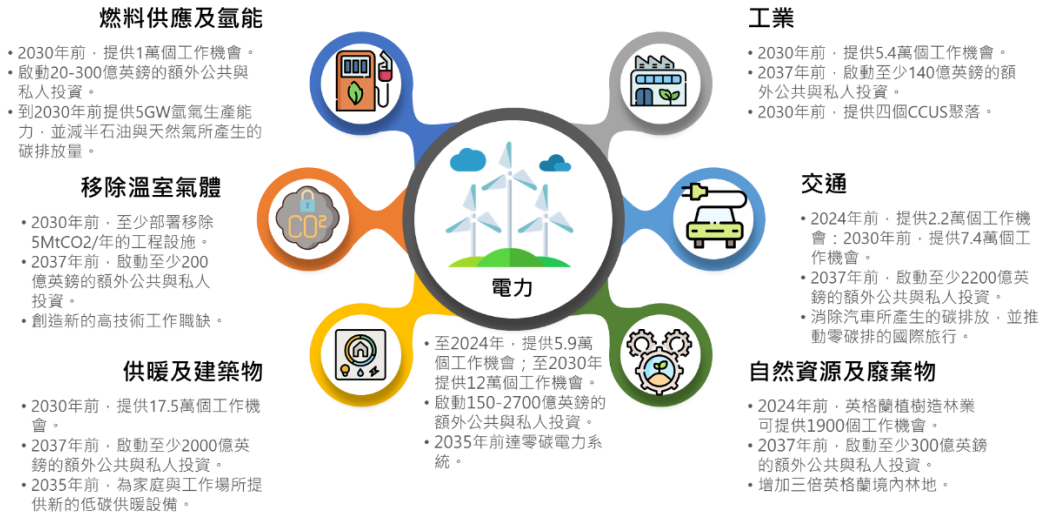 燃料供應及氫能
• 2030年前，提供1萬個工作機會。
• 啟動20-300億英鎊的額外公共與
私人投資。
• 到2030年前提供5GW氫氣生產能
力，並減半石油與天然氣所產生的
碳排放量。
移除溫室氣體
• 2030年前，至少部署移除
5MtCO2/年的工程設施。
• 2037年前，啟動至少200
億英鎊的額外公共與私人
投資。
• 創造新的高技術工作職缺。
供暖及建築物
• 2030年前，提供17.5萬個工作機
會。
• 2037年前，啟動至少2000億英
鎊的額外公共與私人投資。
• 2035年前，為家庭與工作場所提
供新的低碳供暖設備。
CO2
電力
• 至2024年，提供5.9萬
個工作機會；至2030年
提供12萬個工作機會。
• 啟動150-2700億英鎊的
額外公共與私人投資。
• 2035年前達零碳電力系
統。
工業
• 2030年前，提供5.4萬個工作機會。
• 2037年前，啟動至少140億英鎊的額
外公共與私人投資。
• 2030年前，提供四個CCUS聚落。
交通
• 2024年前，提供2.2萬個工作機
會；2030年前，提供7.4萬個工
作機會。
• 2037年前，啟動至少2200億英
鎊的額外公共與私人投資。
• 消除汽車所產生的碳排放，並推
動零碳排的國際旅行。
自然資源及廢棄物
• 2024年前，英格蘭植樹造林業
可提供1900個工作機會。
• 2037年前，啟動至少300億英鎊
的額外公共與私人投資。
• 增加三倍英格蘭境內林地。